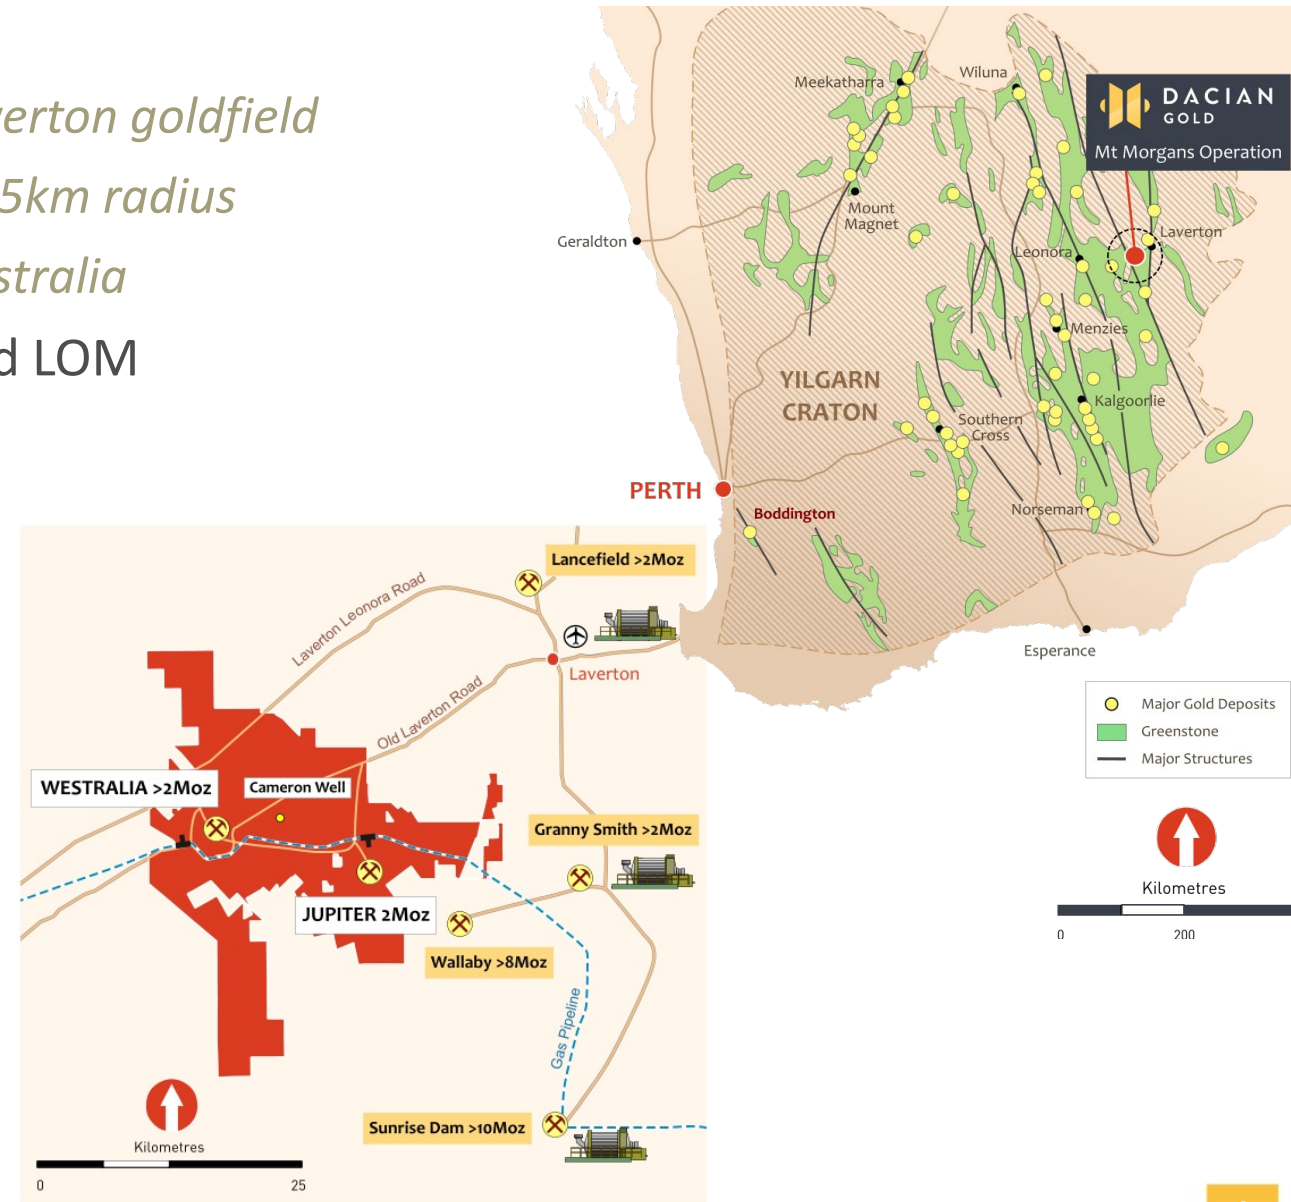 verton goldfield
5km radius
stralia
d LOM
Meekatharra
Wiluna
DACIAN
GOLD
Mt Morgans Operation
Mount
Magnet
Geraldton
Laverton
Leonora
Menzies
YILGARN
CRATON
Kalgoorlie
Southern
Cross
PERTH
Boddington
Norseman
Esperance
Major Gold Deposits
Greenstone
Major Structures
Kilometres
0
200
Lancefield >2Moz
Laverton Leonora Road
Laverton
Old Laverton Road
WESTRALIA >2Moz
Cameron Well
Granny Smith >2Moz
JUPITER 2Moz
Wallaby >8Moz
Gas Pipeline
Sunrise Dam >10Moz
Kilometres
0
25